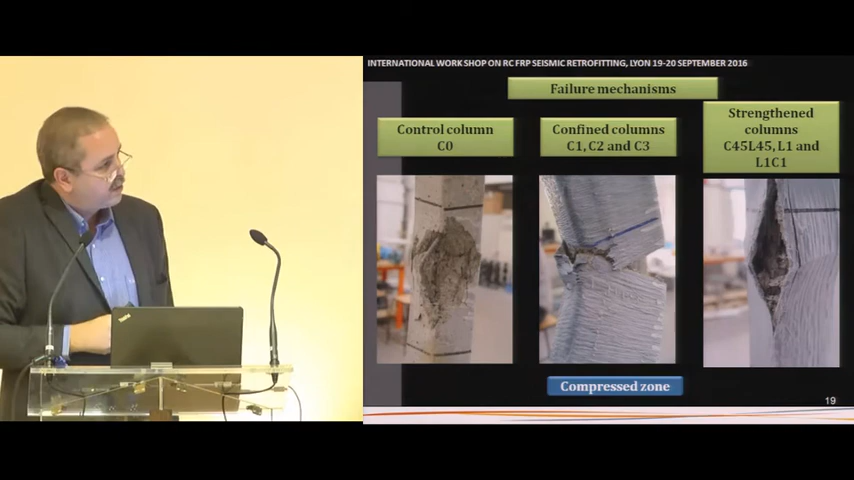 INTERNATIONAL WORK SHOP ON RC FRP SEISMIC RETROFITTING, LYON 19-20 SEPTEMBER 2016
Failure mechanisms
Control column
C0
Confined columns
C1, C2 and C3
Strengthened
columns
C45L45, L1 and
L1C1
Compressed zone
19